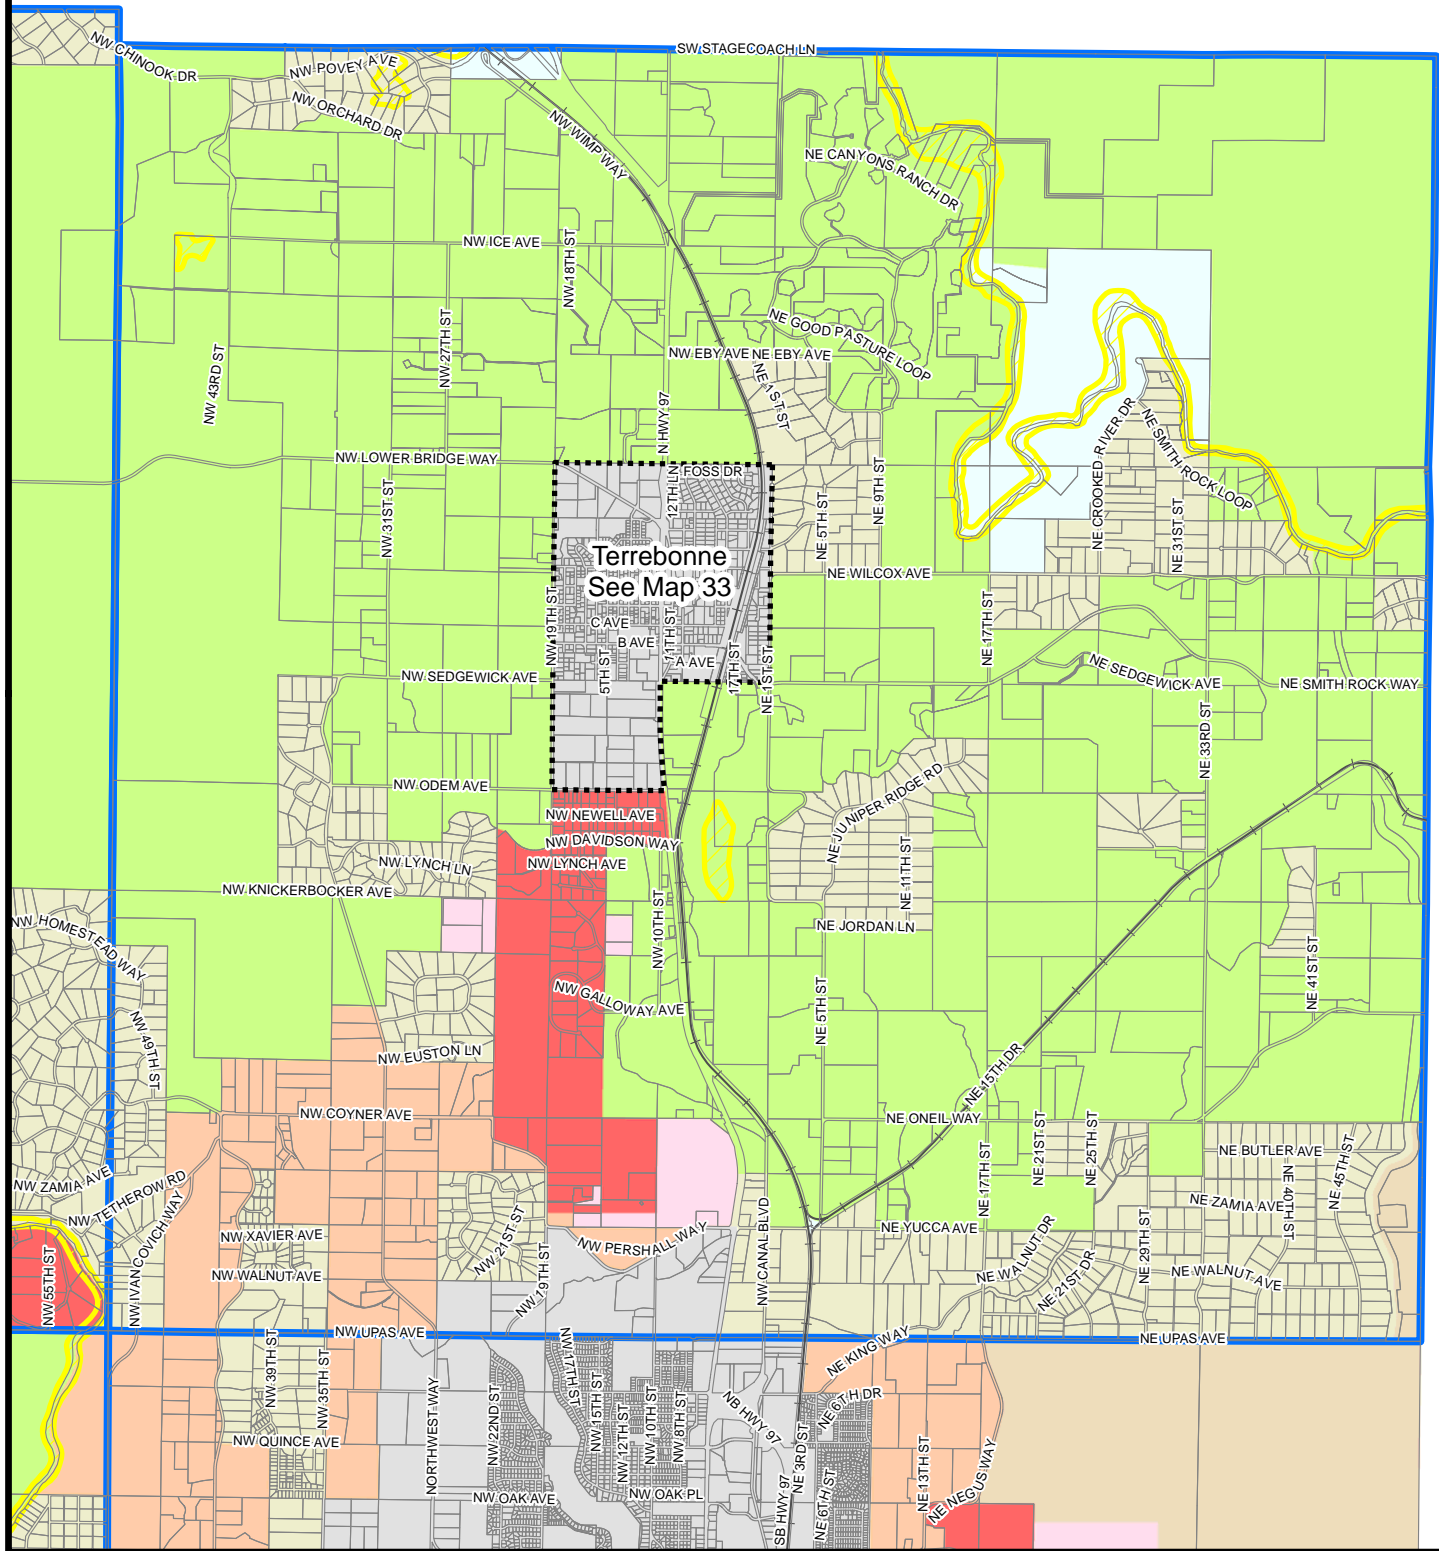 SW STAGECOACH LN
NW CHINOOK DR
NW POVEY AVE
NW ORCHARD DR
NW WIMP WAY
NE CANYONS RANCH DR
NW ICE AVE
NW 18TH ST
NW 43RD ST
NW 27TH ST
NE GOOD PASTURE LOOP
NW EBY AVE
NE EBY AVE
NE 1ST ST
N HWY 97
NE CROOKED RIVER DR
NE SMITH ROCK LOOP
NW LOWER BRIDGE WAY
FOSS DR
12TH LN
NW 31ST ST
NE 5TH ST
NE 9TH ST
NE 31ST ST
Terrebonne
See Map 33
NE WILCOX AVE
NW 19TH ST
C AVE
B AVE
11TH ST
A AVE
5TH ST
17TH ST
NE 1ST ST
NE 17TH ST
NW SEDGEWICK AVE
NE SEDGEWICK AVE
NE SMITH ROCK WAY
NE 33RD ST
NW ODEM AVE
NW NEWELL AVE
NW DAVIDSON WAY
NW LYNCH AVE
NW LYNCH LN
NE JUNIPER RIDGE RD
NE 11TH ST
NW KNICKERBOCKER AVE
NW HOMESTEAD WAY
NW 10TH ST
NE JORDAN LN
NE 41ST ST
NW GALLOWAY AVE
NW 49TH ST
NE 5TH ST
NW EUSTON LN
NE 15TH DR
NW COYNER AVE
NE ONEIL WAY
NE 17TH ST
NE 21ST ST
NE 25TH ST
NE BUTLER AVE
NE 40TH ST
NE 45TH ST
NW ZAMIA AVE
NW TETHEROW RD
NW IVANCOVICH WAY
NE ZAMIA AVE
NW XAVIER AVE
NW 21ST ST
NW PERSHALL WAY
NW CANAL BLVD
NE YUCCA AVE
NW 55TH ST
NW WALNUT AVE
NW 19TH ST
NE WALNUT DR
NE 21ST DR
NE 29TH ST
NE WALNUT AVE
NW UPAS AVE
NE KING WAY
NE UPAS AVE
NW 39TH ST
NW 35TH ST
NORTHWEST WAY
NW 22ND ST
NW 17TH ST
NW 15TH ST
NW 12TH ST
NW 10TH ST
NW 8TH ST
NB HWY 97
NE 6TH DR
NE 3RD ST
NW QUINCE AVE
NW OAK AVE
NW OAK PL
SB HWY 97
NE 6TH ST
NE 13TH ST
NE NEGUS WAY